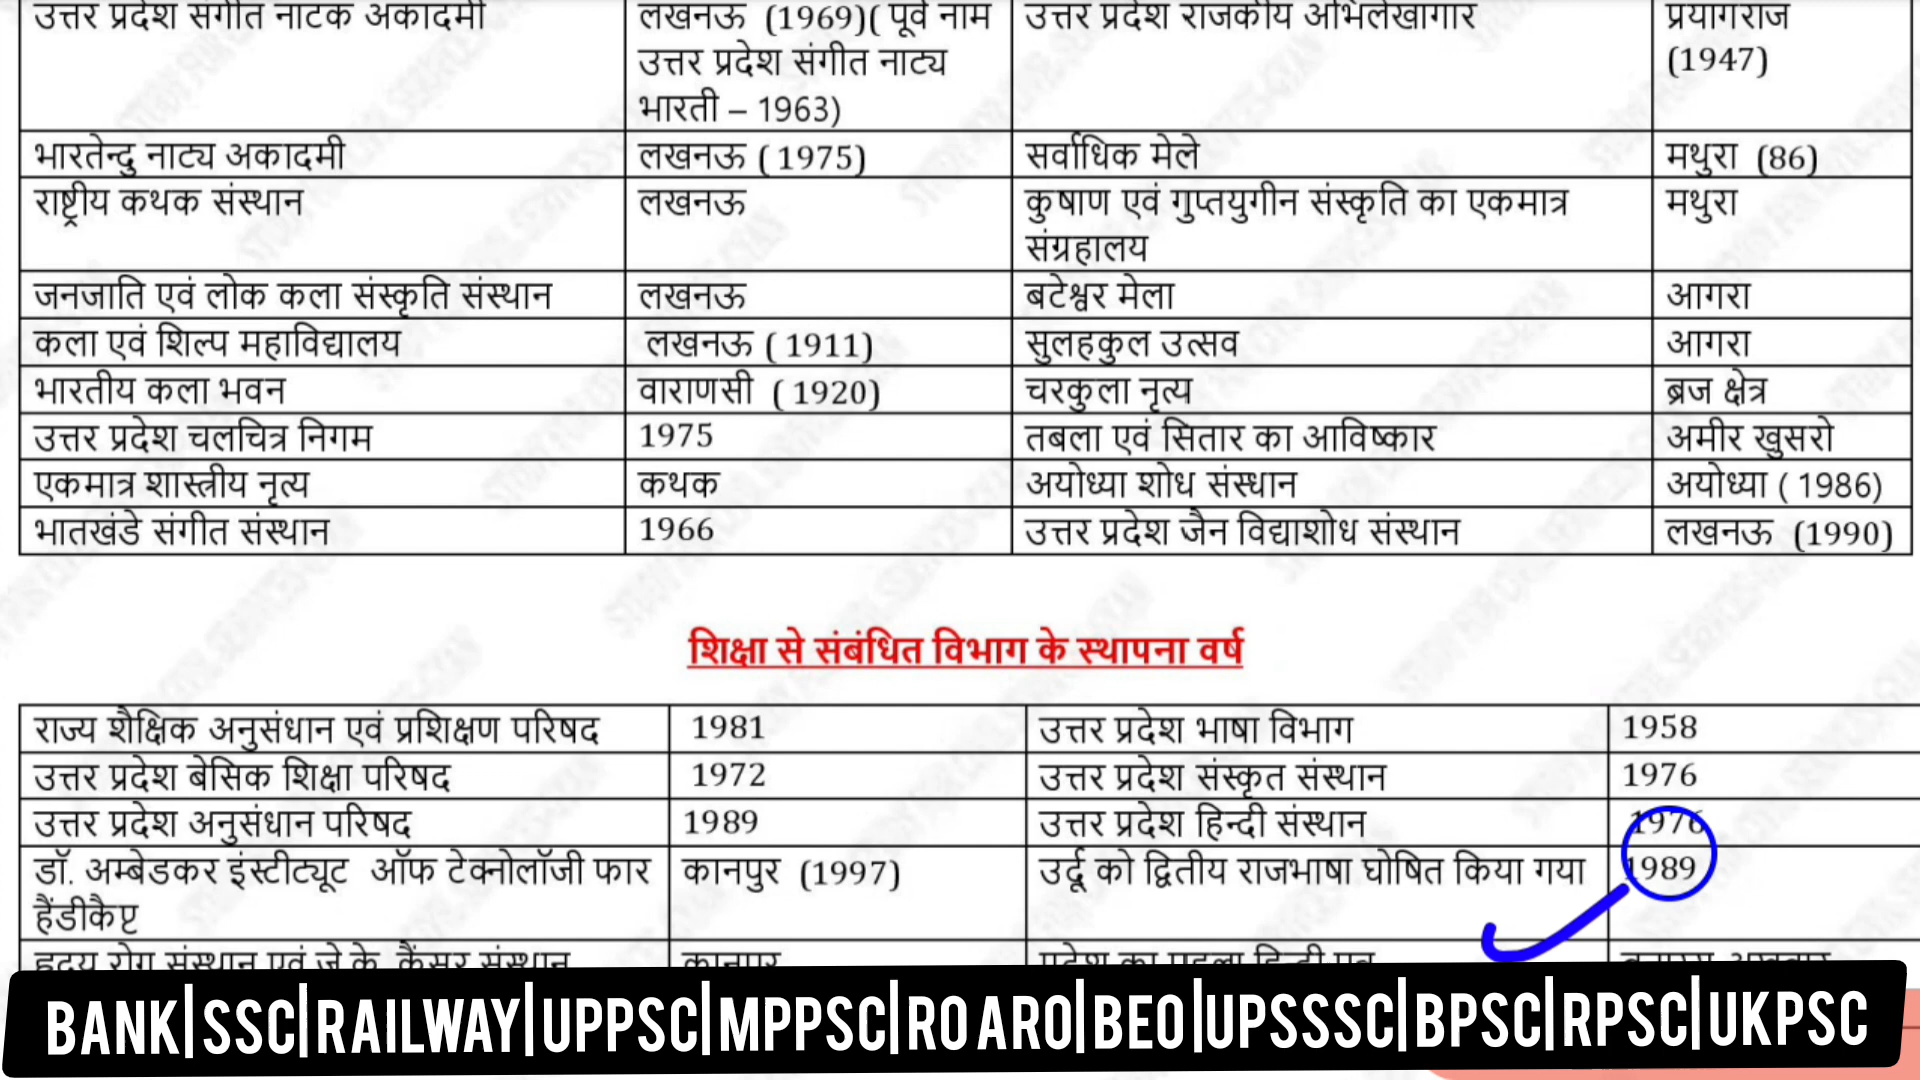 उत्तर प्रदेश संगीत नाटक अकादमी लखनऊ (1969)( पूर्व नाम उत्तर प्रदेश राजकीय अभिलेखागार प्रयागराज
उत्तर प्रदेश संगीत नाट्य (1947)
भारती – 1963)
भारतेन्दु नाट्य अकादमी लखनऊ ( 1975) सर्वाधिक मेले मथुरा (86)
राष्ट्रीय कथक संस्थान लखनऊ कुषाण एवं गुप्तयुगीन संस्कृति का एकमात्र मथुरा
संग्रहालय
जनजाति एवं लोक कला संस्कृति संस्थान लखनऊ बटेश्वर मेला आगरा
कला एवं शिल्प महाविद्यालय लखनऊ ( 1911) सुलहकुल उत्सव आगरा
भारतीय कला भवन वाराणसी ( 1920) चरकुला नृत्य ब्रज क्षेत्र
उत्तर प्रदेश चलचित्र निगम 1975 तबला एवं सितार का आविष्कार अमीर खुसरो
एकमात्र शास्त्रीय नृत्य कथक अयोध्या शोध संस्थान अयोध्या ( 1986)
भातखंडे संगीत संस्थान 1966 उत्तर प्रदेश जैन विद्याशोध संस्थान लखनऊ (1990)
शिक्षा से संबंधित विभाग के स्थापना वर्ष
राज्य शैक्षिक अनुसंधान एवं प्रशिक्षण परिषद 1981 उत्तर प्रदेश भाषा विभाग 1958
उत्तर प्रदेश बेसिक शिक्षा परिषद 1972 उत्तर प्रदेश संस्कृत संस्थान 1976
उत्तर प्रदेश अनुसंधान परिषद 1989 उत्तर प्रदेश हिन्दी संस्थान 1976
डॉ. अम्बेडकर इंस्टीट्यूट ऑफ टेक्नोलॉजी फार कानपुर (1997) उर्दू को द्वितीय राजभाषा घोषित किया गया 1989
हैंडीकैप्ट
हृदय रोग संस्थान एवं जे.के. कैंसर संस्थान कानपुर प्रदेश का पहला हिन्दी पत्र
BANK|SSC|RAILWAY|UPPSC|MPPSC|RO ARO|BEO|UPSSSC|BPSC|RPSC|UKPSC